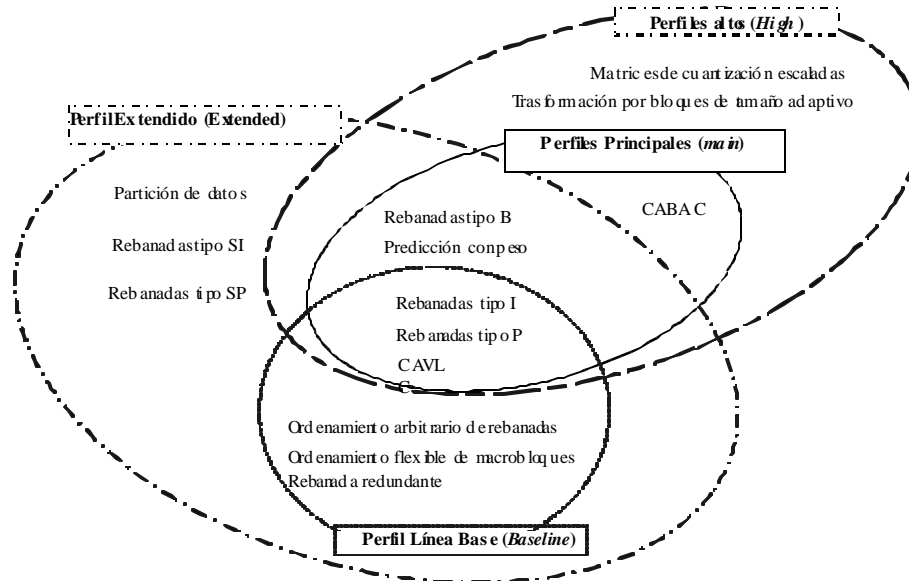 Perfiles altos (High)
Matrices de cuantización escaladas
Trasformación por bloques de tamaño adaptivo
Perfil Extendido (Extended)
Perfiles Principales (main)
Partición de datos
CABAC
Rebanadas tipo B
Rebanadas tipo SI
Predicción con peso
Rebanadas tipo SP
Rebanadas tipo I
Rebanadas tipo P
CAVL
C
Ordenamiento arbitrario de rebanadas
Ordenamiento flexible de macrobloques
Rebanada redundante
Perfil Línea Base (Baseline)